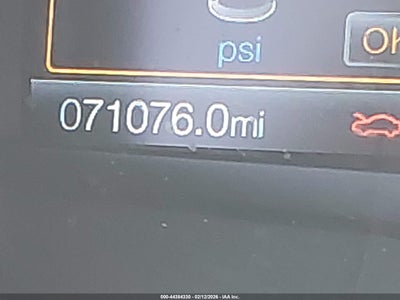 psi
OK
071076.0mi
000-44384330 - 02/12/2026 - IAA Inc.